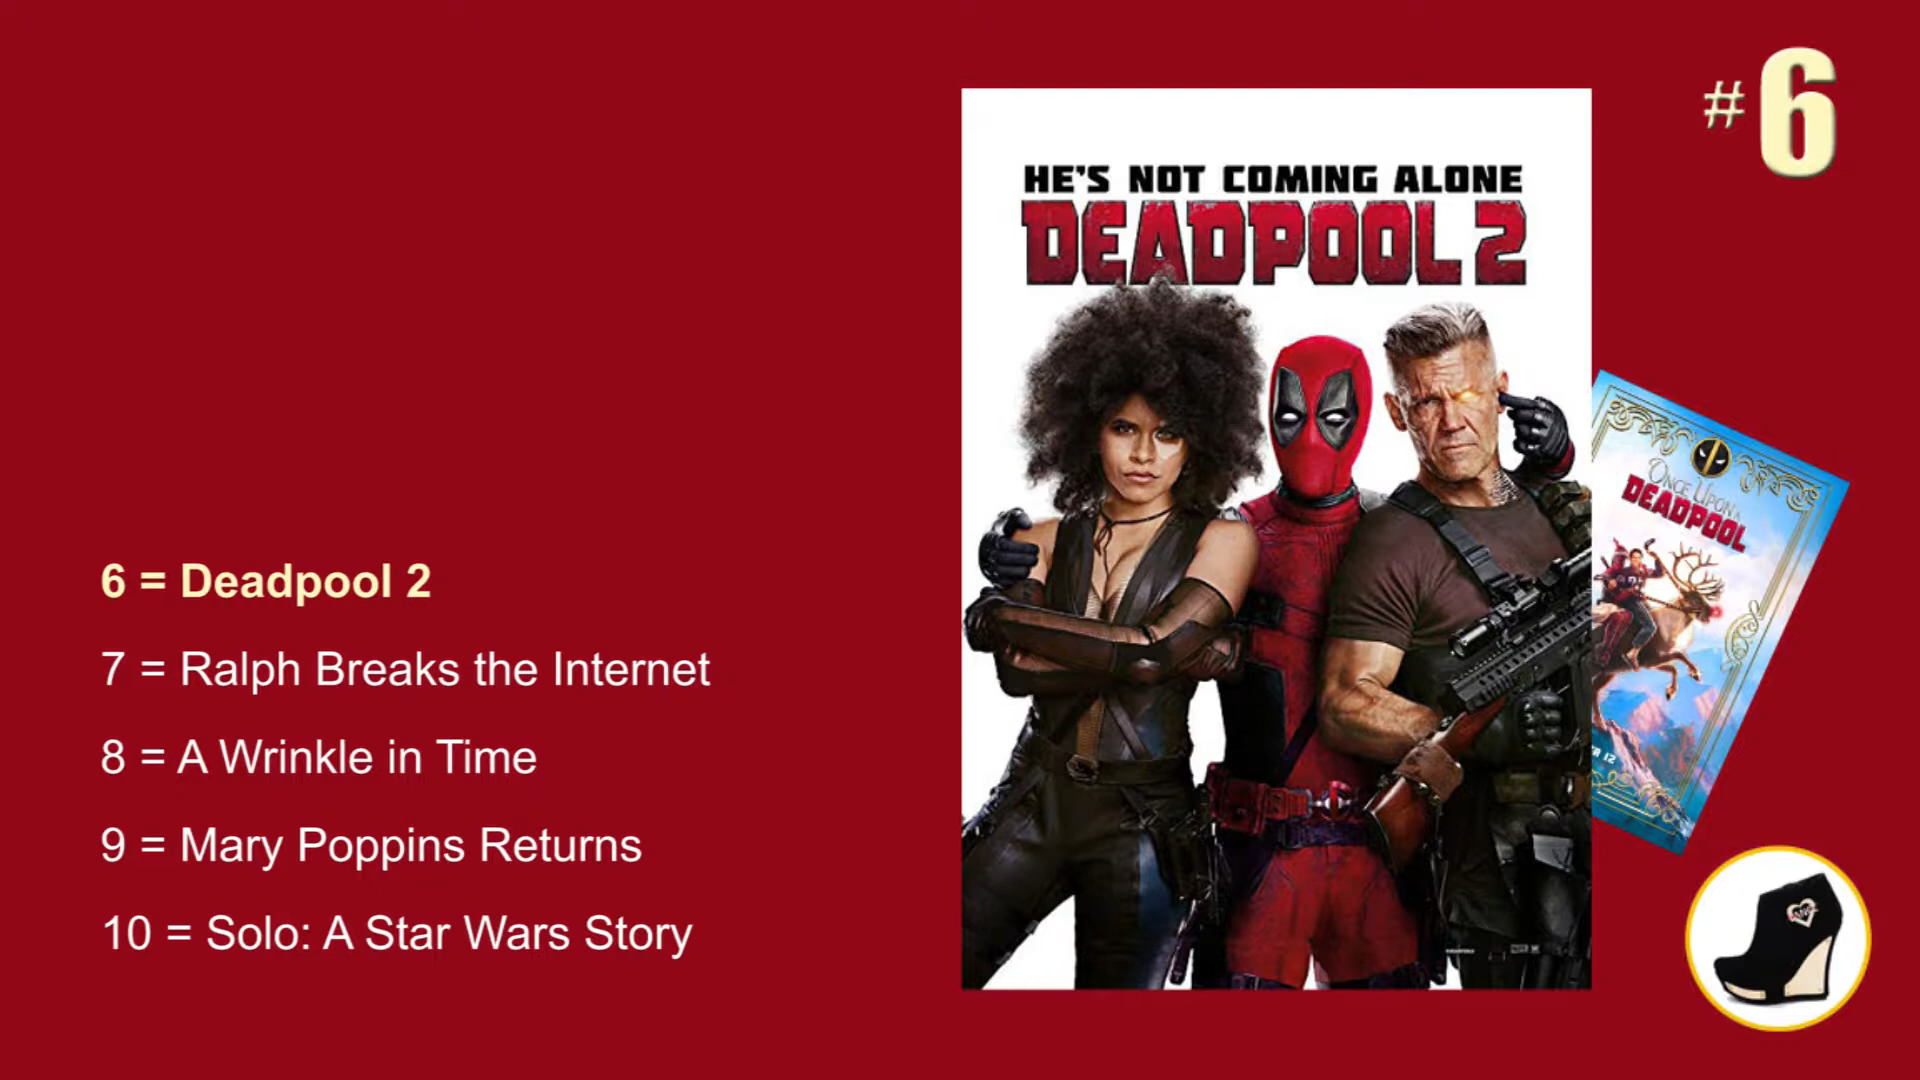 #6
HE'S NOT COMING ALONE
DEADPOOL 2
ONCE UPON A
DEADPOOL
R 12
6 = Deadpool 2
7 = Ralph Breaks the Internet
8 = A Wrinkle in Time
9 = Mary Poppins Returns
10 = Solo: A Star Wars Story